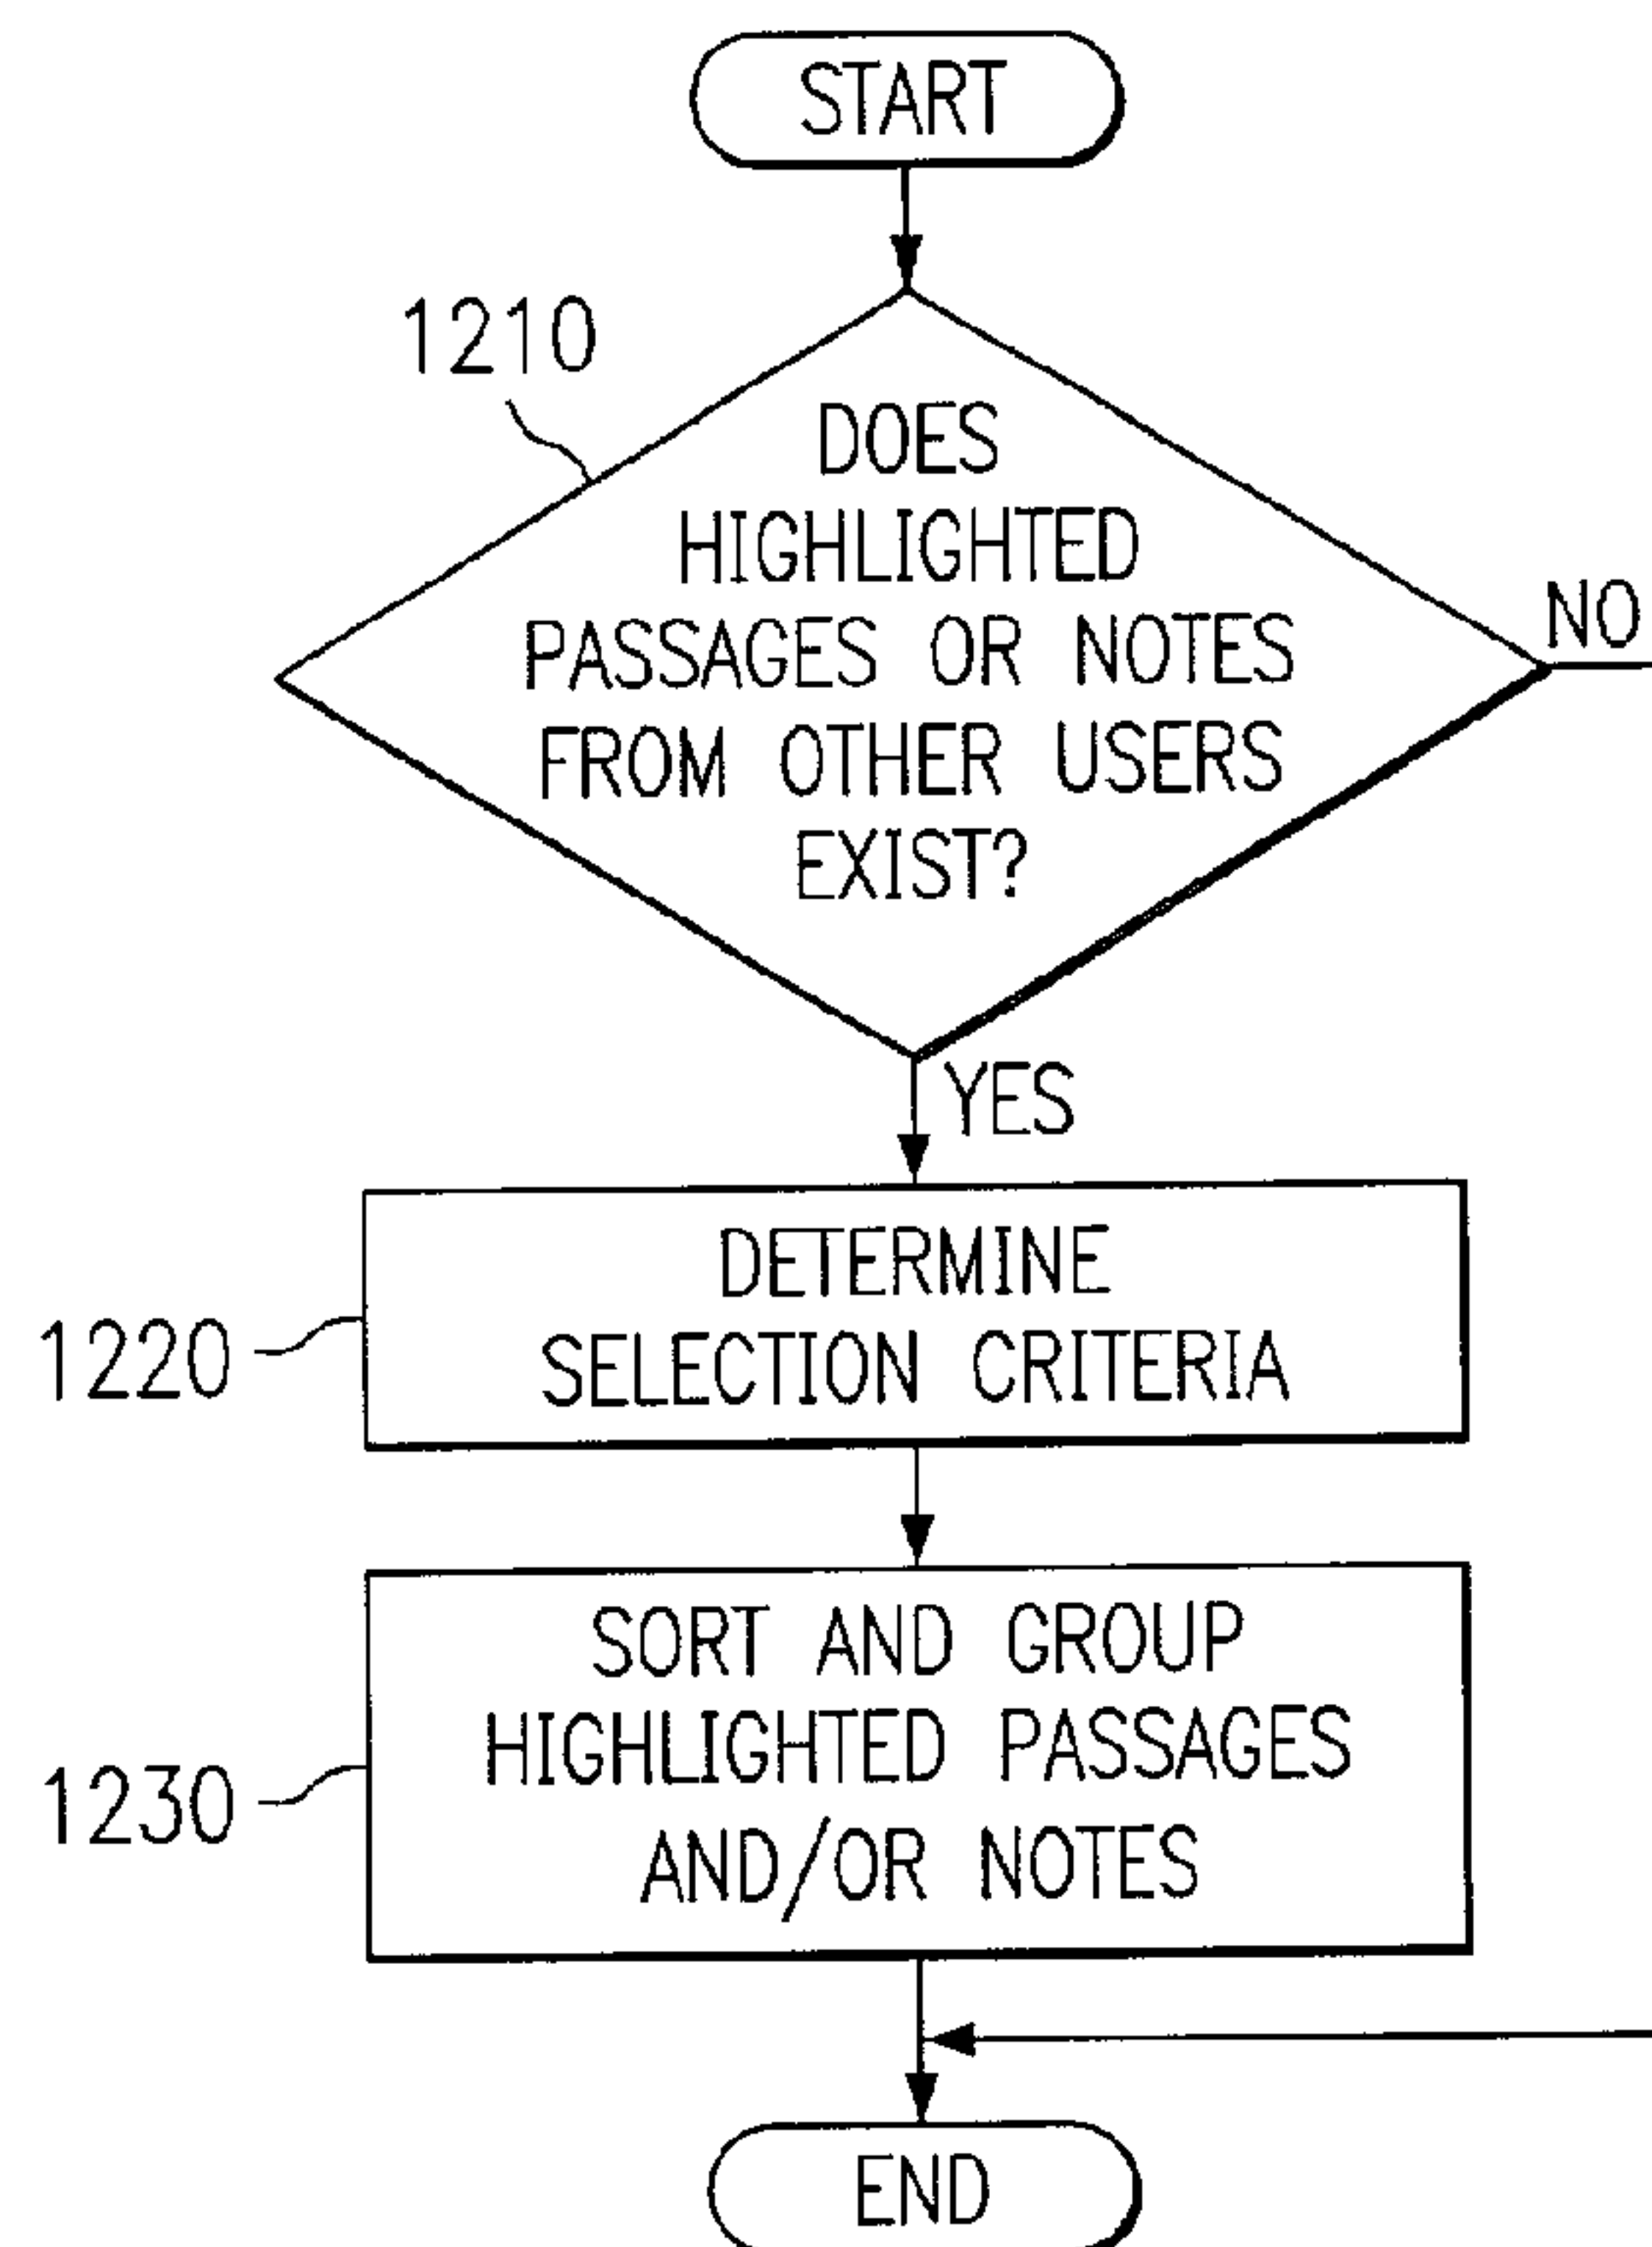 START
1210
DOES
HIGHLIGHTED
PASSAGES OR NOTES
FROM OTHER USERS
EXIST?
NO
YES
1220
DETERMINE
SELECTION CRITERIA
1230
SORT AND GROUP
HIGHLIGHTED PASSAGES
AND/OR NOTES
END